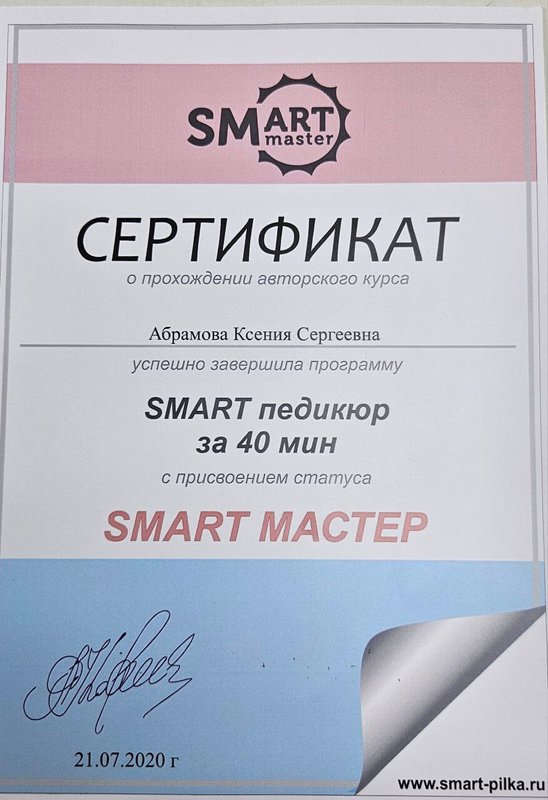 SMART
master
СЕРТИФИКАТ
о прохождении авторского курса
Абрамова Ксения Сергеевна
успешно завершила программу
SMART педикюр
за 40 мин
с присвоением статуса
SMART МАСТЕР
21.07.2020 г
www.smart-pilka.ru